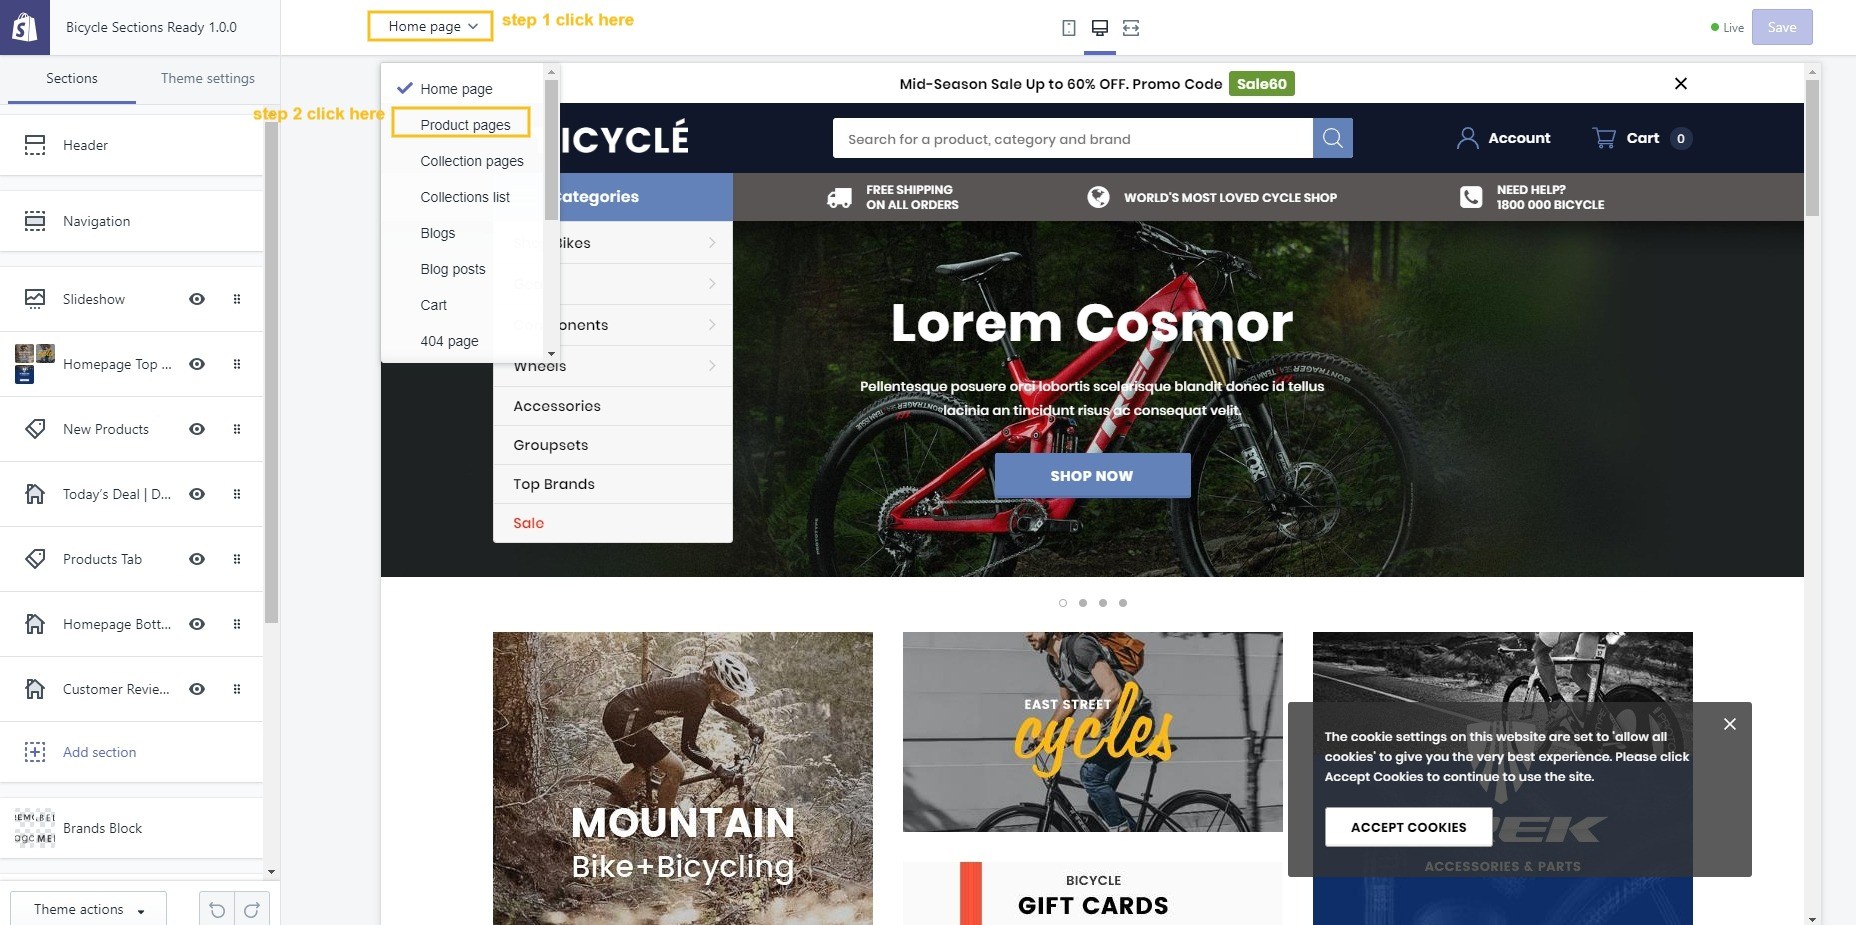 Bicycle Sections Ready 1.0.0
Home page
step 1 click here
Live
Save
Sections
Theme settings
step 2 click here
Home page
Product pages
Collection pages
Collections list
Blogs
Blog posts
Cart
404 page
Header
Navigation
Slideshow
Homepage Top ...
New Products
Today's Deal | D...
Products Tab
Homepage Bott...
Customer Revie...
Add section
Brands Block
Theme actions
Mid-Season Sale Up to 60% OFF. Promo Code Sale60
ICYCLÉ
Search for a product, category and brand
Account
Cart 0
ategories
FREE SHIPPING
ON ALL ORDERS
WORLD'S MOST LOVED CYCLE SHOP
NEED HELP?
1800 000 BICYCLE
Bikes
onents
Wheels
Accessories
Groupsets
Top Brands
Sale
Lorem Cosmor
Pellentesque posuere orci lobortis scelerisque blandit donec id tellus
lacinia an tincidunt risus ac consequat velit.
SHOP NOW
MOUNTAIN
Bike+Bicycling
EAST STREET
cycles
BICYCLE
GIFT CARDS
The cookie settings on this website are set to 'allow all
cookies' to give you the very best experience. Please click
Accept Cookies to continue to use the site.
ACCEPT COOKIES
EK
ACCESSORIES & PARTS